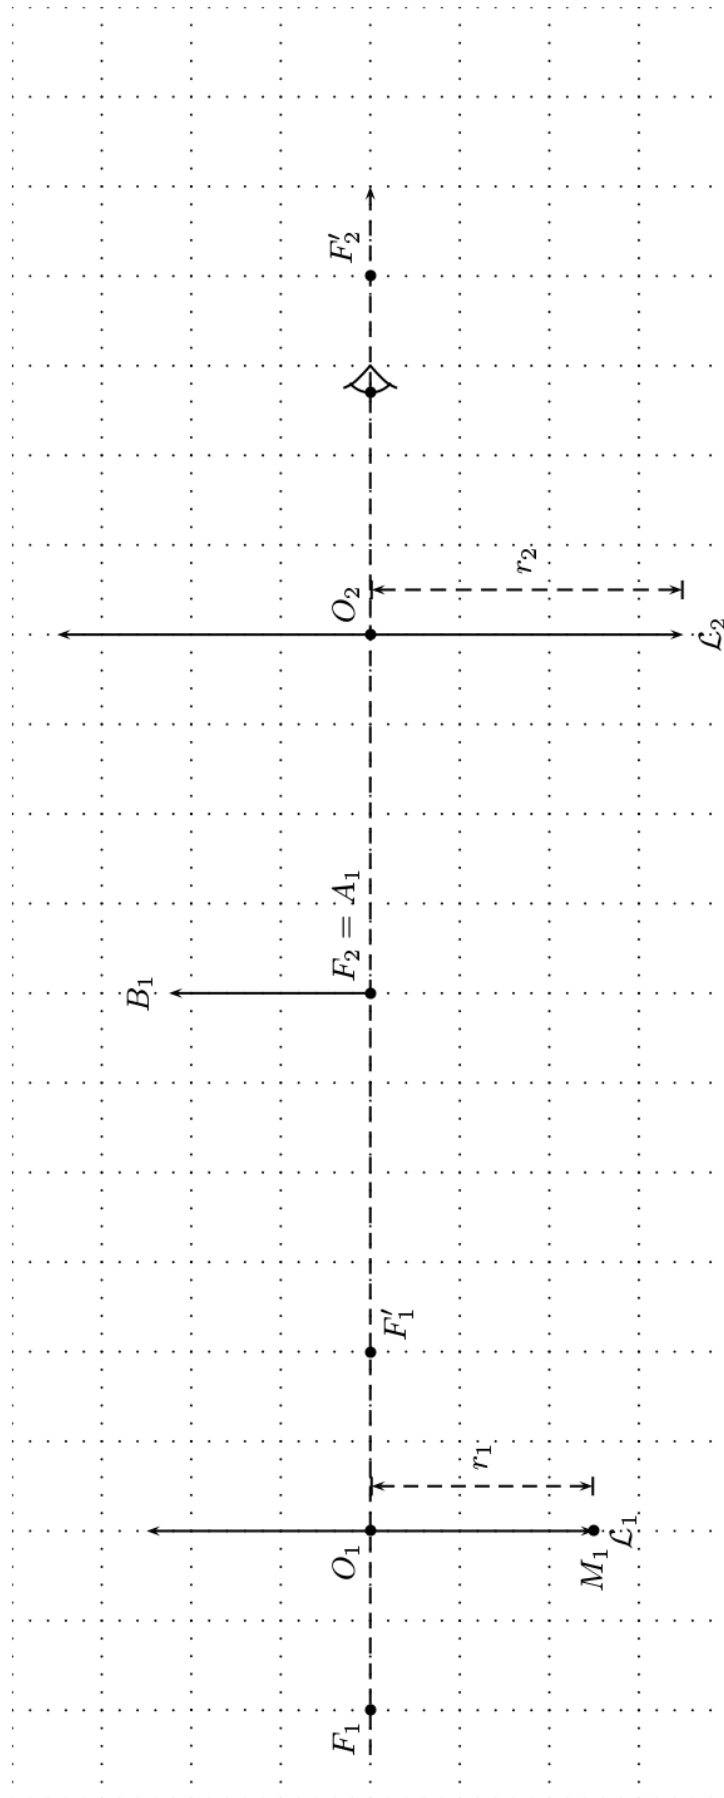 F₁
O₁
M₁
ℒ₁
r₁
F′₁
B₁
F₂ = A₁
O₂
r₂
ℒ₂
F′₂